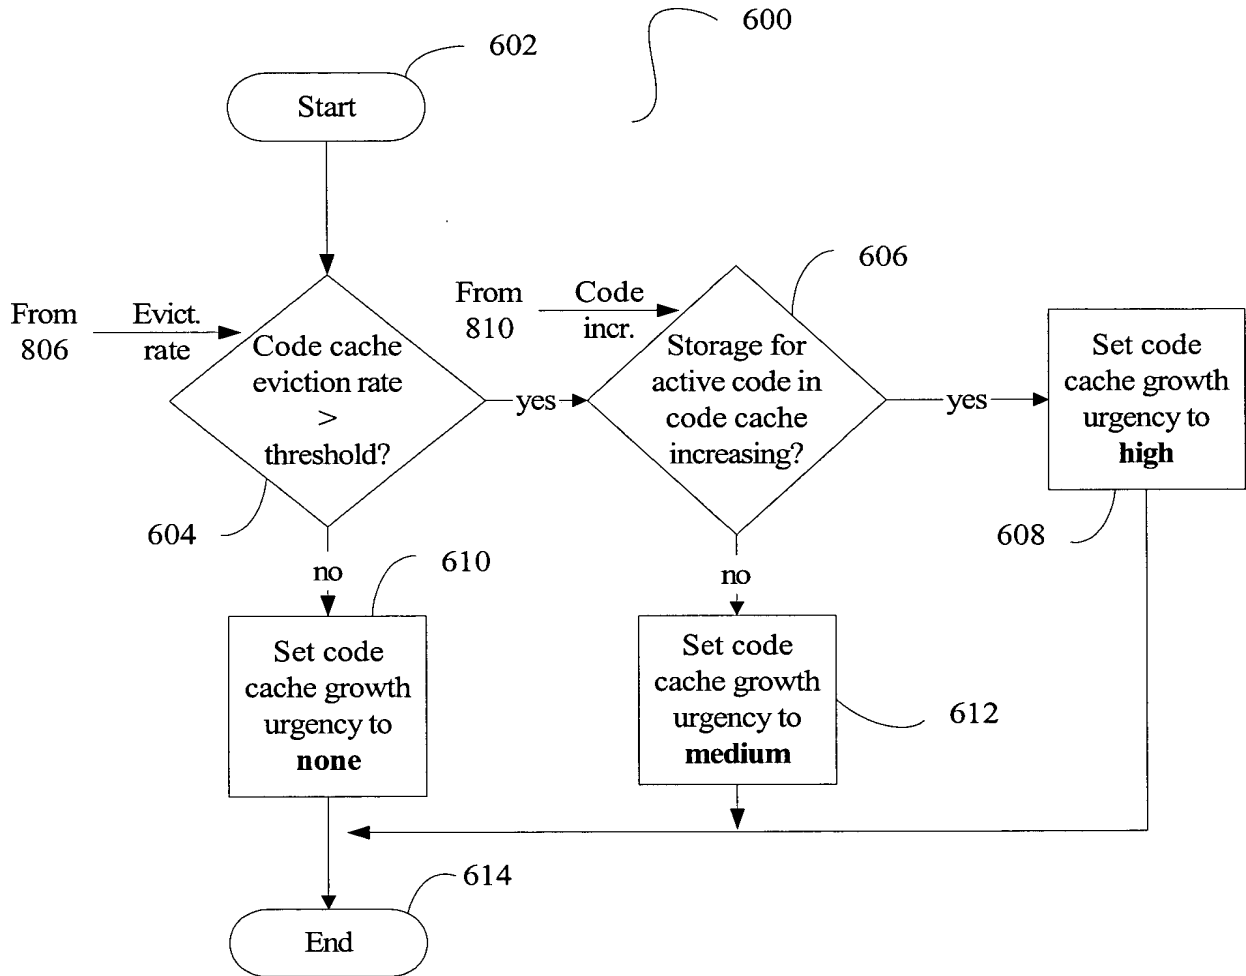 600
602
Start
606
From
806
Evict.
rate
From
810
Code
incr.
Code cache
eviction rate
>
threshold?
yes
Storage for
active code in
code cache
increasing?
yes
Set code
cache growth
urgency to
high
604
608
no
610
no
Set code
cache growth
urgency to
none
Set code
cache growth
urgency to
medium
612
614
End